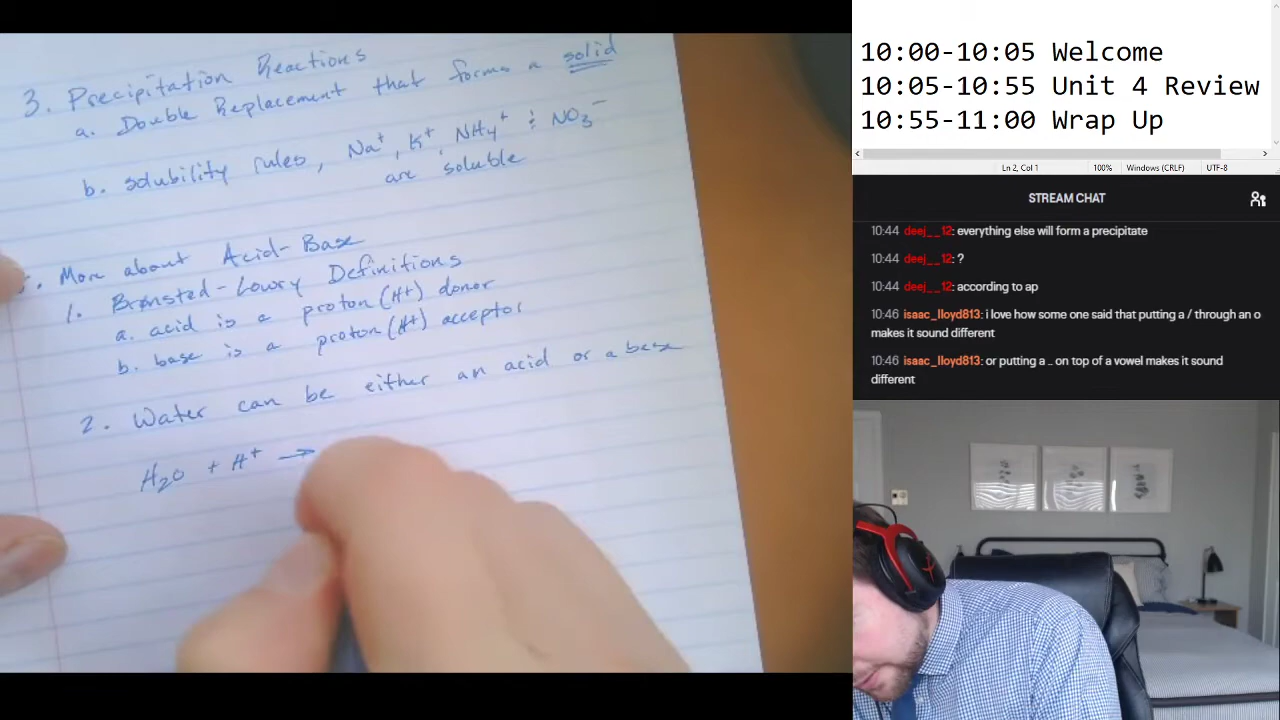 3. Precipitation Reactions
a. Double Replacement that forms a solid
b. solubility rules, Na⁺, K⁺, NH₄⁺ : NO₃⁻
are soluble
. More about Acid-Base
1. Brønsted-Lowry Definitions
a. acid is a proton (H⁺) donor
b. base is a proton (H⁺) acceptor
2. Water can be either an acid or a base
H₂O + H⁺ →
10:00-10:05 Welcome
10:05-10:55 Unit 4 Review
10:55-11:00 Wrap Up
Ln 2, Col 1 100% Windows (CRLF) UTF-8
STREAM CHAT
10:44 deej__12: everything else will form a precipitate
10:44 deej__12: ?
10:44 deej__12: according to ap
10:46 isaac_lloyd813: i love how some one said that putting a / through an o
makes it sound different
10:46 isaac_lloyd813: or putting a .. on top of a vowel makes it sound
different